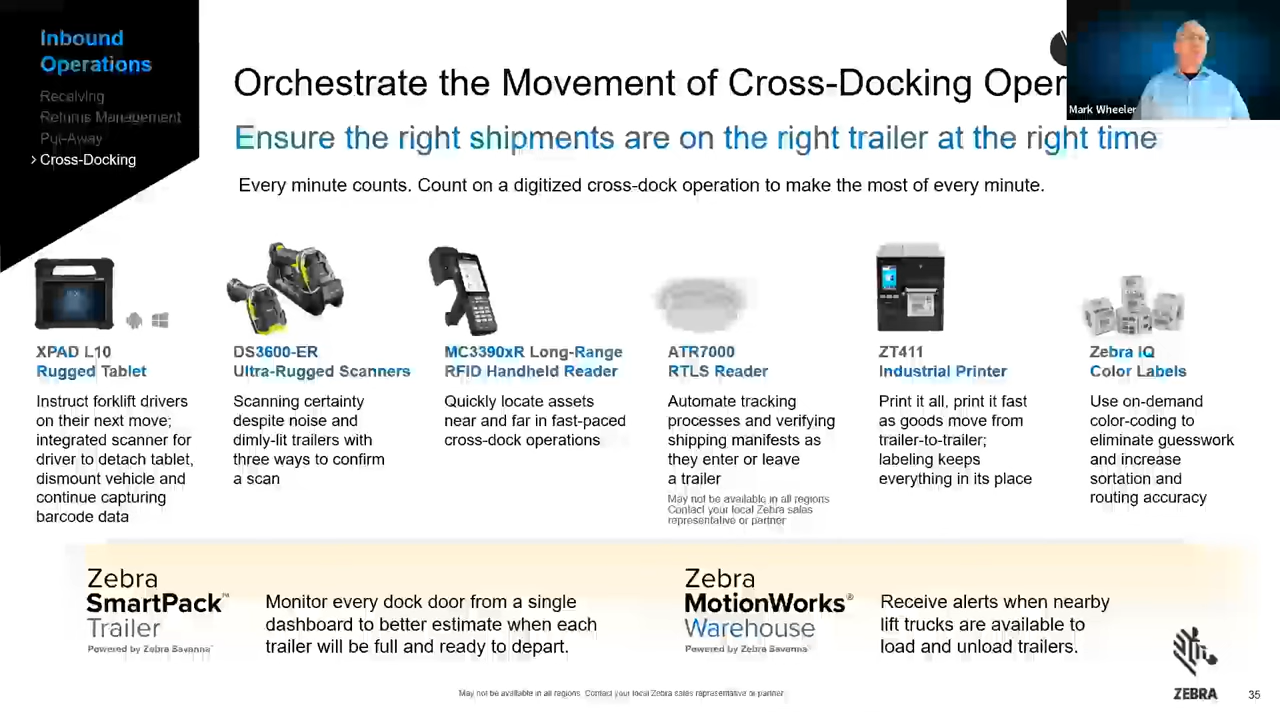 Inbound
Operations
Receiving
Returns Management
Put-Away
› Cross-Docking
Orchestrate the Movement of Cross-Docking Oper
Mark Wheeler
Ensure the right shipments are on the right trailer at the right time
Every minute counts. Count on a digitized cross-dock operation to make the most of every minute.
XPAD L10
Rugged Tablet
Instruct forklift drivers
on their next move;
integrated scanner for
driver to detach tablet,
dismount vehicle and
continue capturing
barcode data
DS3600-ER
Ultra-Rugged Scanners
Scanning certainty
despite noise and
dimly-lit trailers with
three ways to confirm
a scan
MC3390xR Long-Range
RFID Handheld Reader
Quickly locate assets
near and far in fast-paced
cross-dock operations
ATR7000
RTLS Reader
Automate tracking
processes and verifying
shipping manifests as
they enter or leave
a trailer
May not be available in all regions
Contact your local Zebra sales
representative or partner
ZT411
Industrial Printer
Print it all, print it fast
as goods move from
trailer-to-trailer;
labeling keeps
everything in its place
Zebra IQ
Color Labels
Use on-demand
color-coding to
eliminate guesswork
and increase
sortation and
routing accuracy
Zebra
SmartPack™
Trailer
Powered by Zebra Savanna™
Monitor every dock door from a single
dashboard to better estimate when each
trailer will be full and ready to depart.
Zebra
MotionWorks®
Warehouse
Powered by Zebra Savanna™
Receive alerts when nearby
lift trucks are available to
load and unload trailers.
ZEBRA
May not be available in all regions. Contact your local Zebra sales representative or partner
35